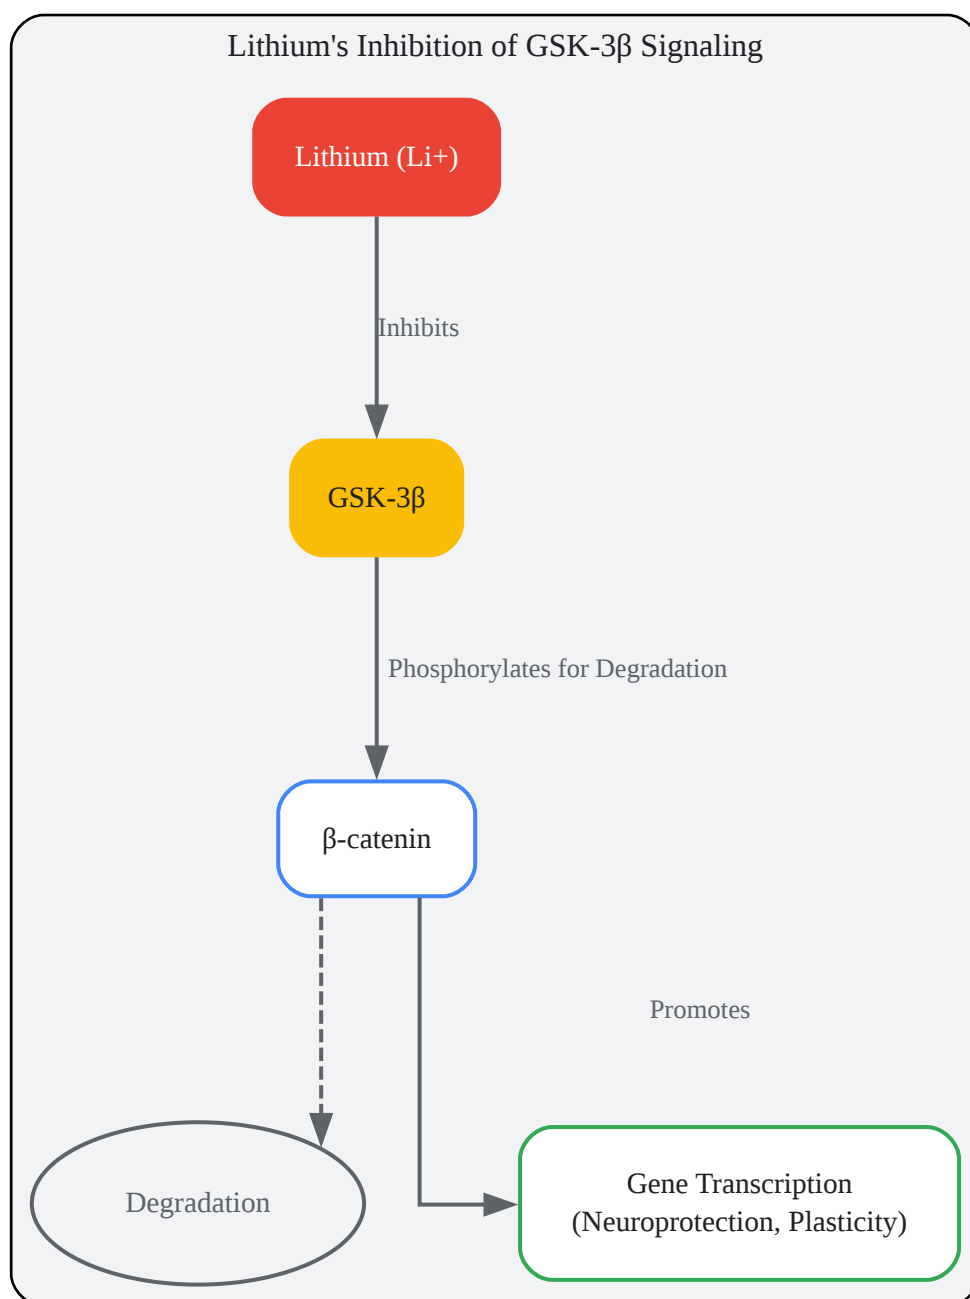 Lithium's Inhibition of GSK-3β Signaling
Lithium (Li+)
Inhibits
GSK-3β
Phosphorylates for Degradation
β-catenin
Promotes
Degradation
Gene Transcription
(Neuroprotection, Plasticity)